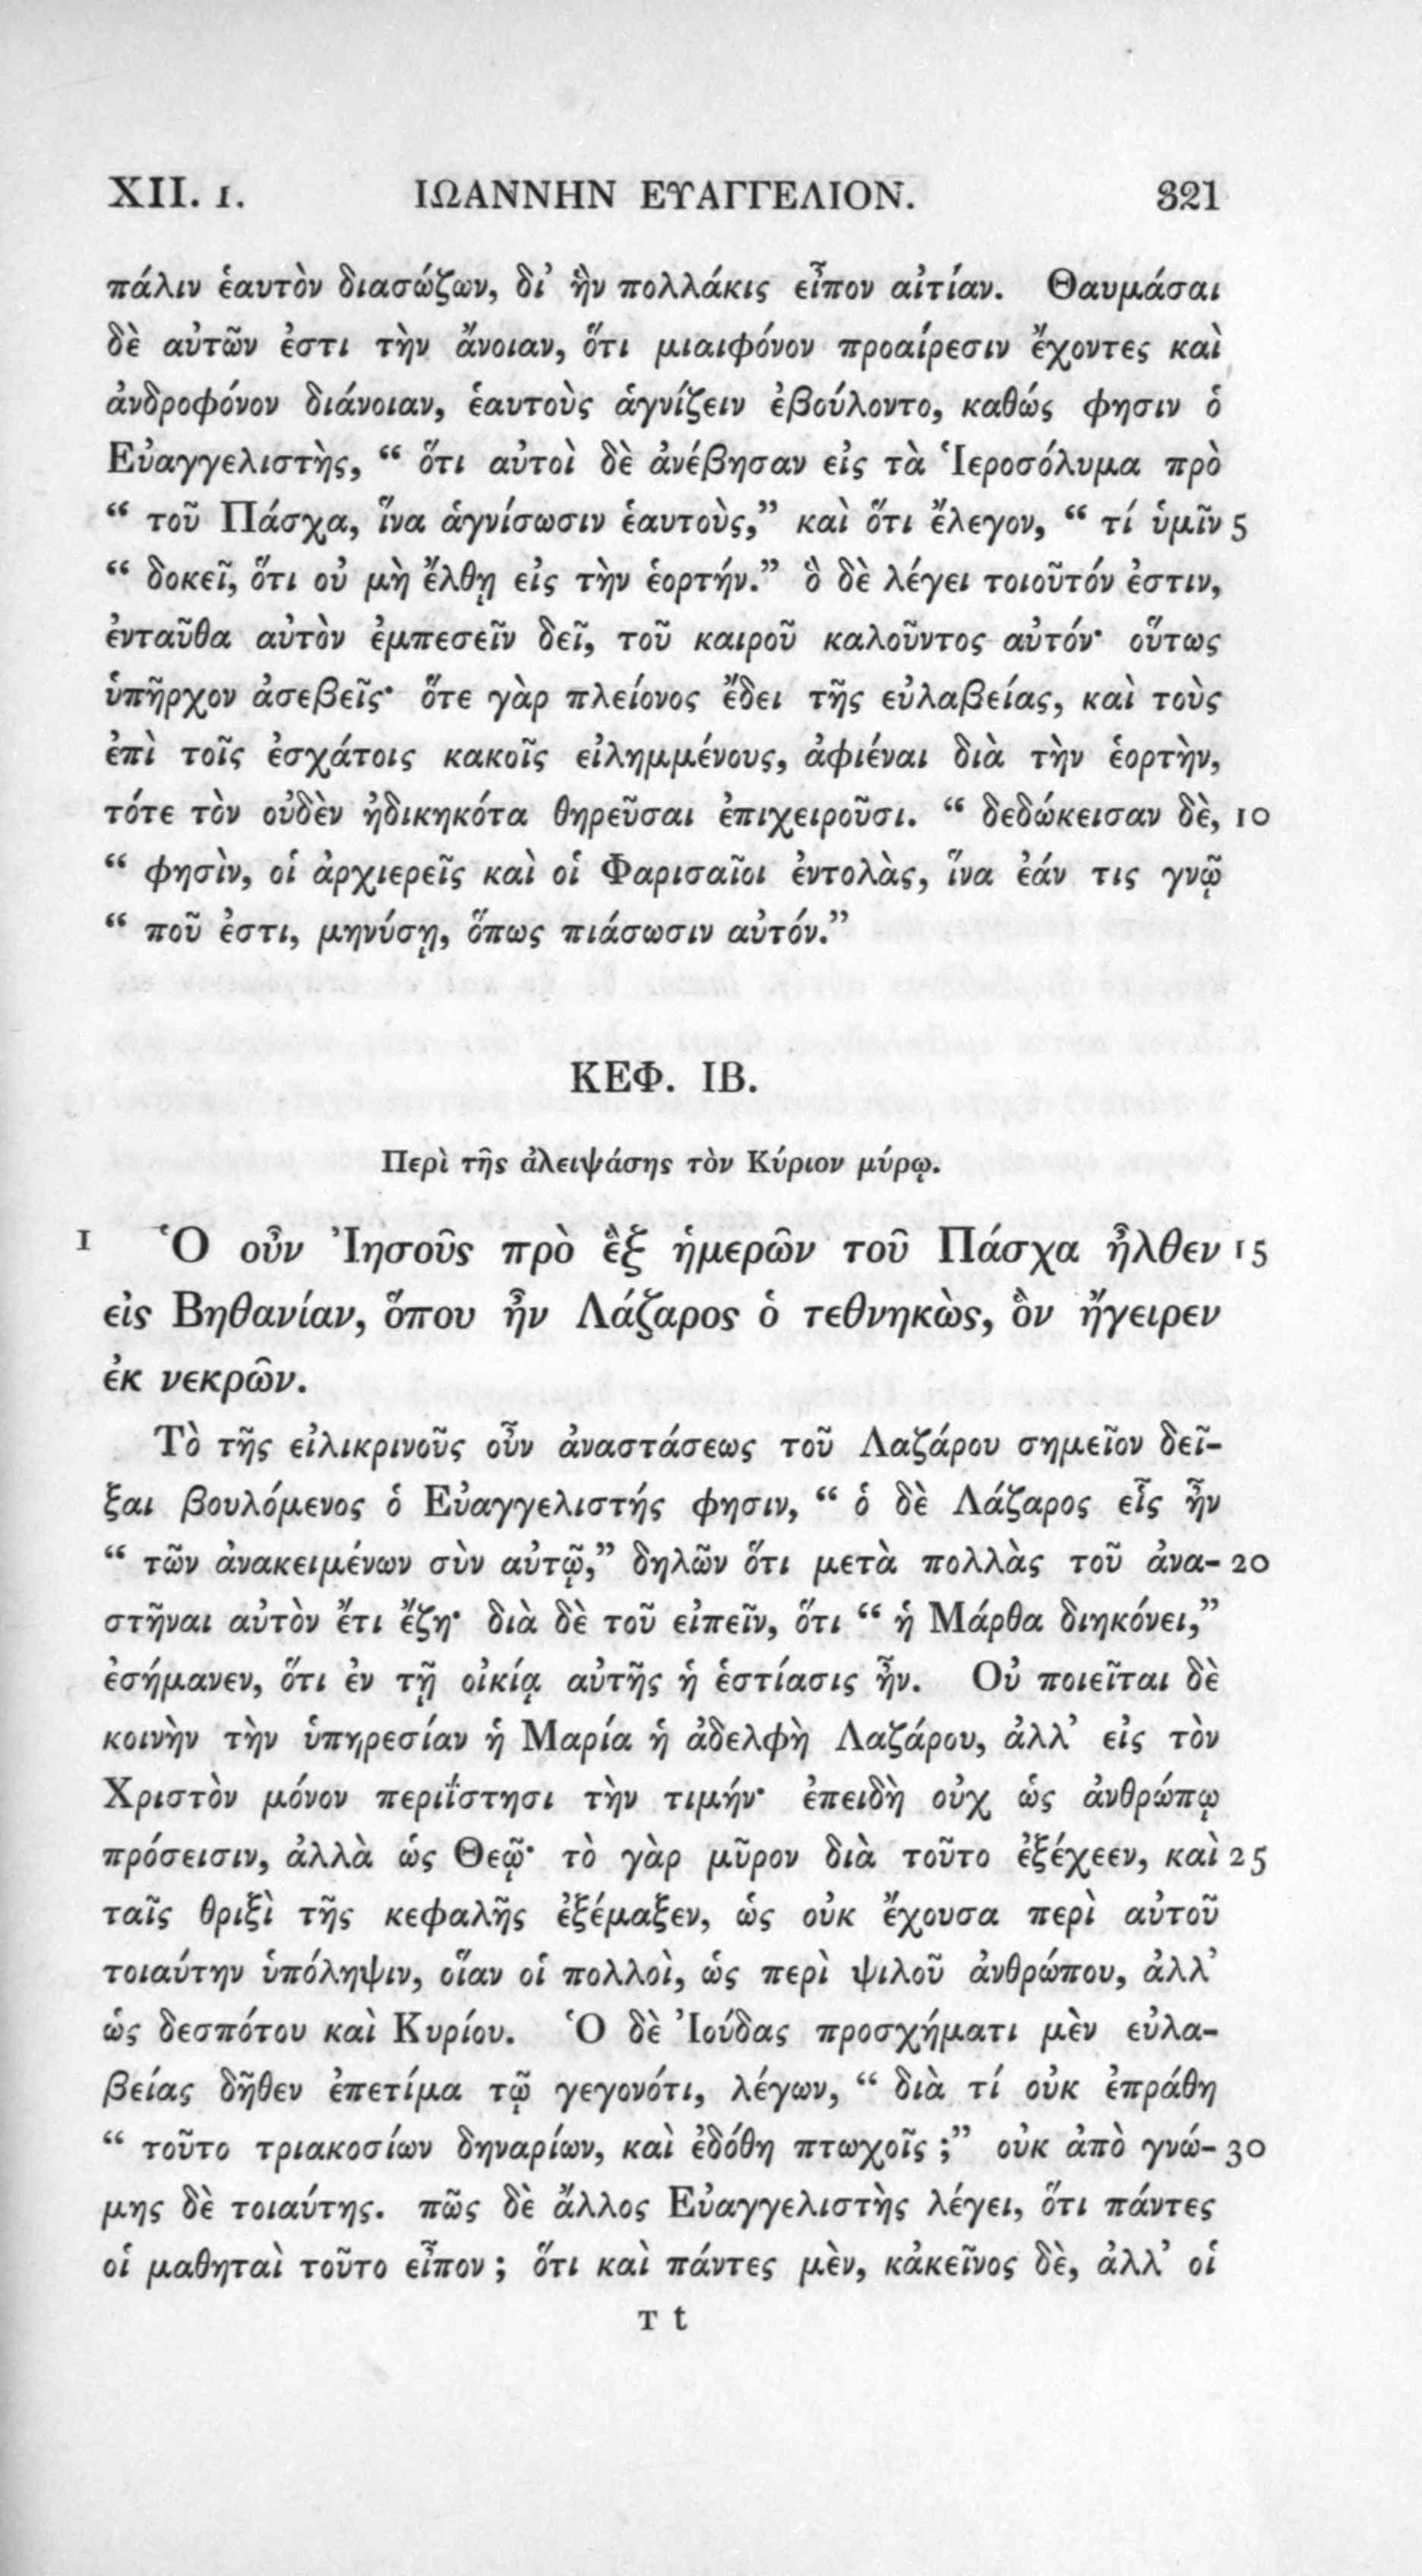 XII. 1. ΙΩΑΝΝΗΝ ΕΥΑΓΓΕΛΙΟΝ. 321
πάλιν ἑαυτὸν διασώζων, δι’ ἣν πολλάκις εἶπον αἰτίαν. Θαυμάσαι
δὲ αὐτῶν ἐστι τὴν ἄνοιαν, ὅτι μιαιφόνον προαίρεσιν ἔχοντες καὶ
ἀνδροφόνον διάνοιαν, ἑαυτοὺς ἁγνίζειν ἐβούλοντο, καθώς φησιν ὁ
Εὐαγγελιστὴς, “ ὅτι αὐτοὶ δὲ ἀνέβησαν εἰς τὰ Ἱεροσόλυμα πρὸ
“ τοῦ Πάσχα, ἵνα ἁγνίσωσιν ἑαυτοὺς,” καὶ ὅτι ἔλεγον, “ τί ὑμῖν 5
“ δοκεῖ, ὅτι οὐ μὴ ἔλθῃ εἰς τὴν ἑορτήν.” ὃ δὲ λέγει τοιοῦτόν ἐστιν,
ἐνταῦθα αὐτὸν ἐμπεσεῖν δεῖ, τοῦ καιροῦ καλοῦντος αὐτόν· οὕτως
ὑπῆρχον ἀσεβεῖς· ὅτε γὰρ πλείονος ἔδει τῆς εὐλαβείας, καὶ τοὺς
ἐπὶ τοῖς ἐσχάτοις κακοῖς εἰλημμένους, ἀφιέναι διὰ τὴν ἑορτὴν,
τότε τὸν οὐδὲν ἠδικηκότα θηρεῦσαι ἐπιχειροῦσι. “ δεδώκεισαν δὲ, 10
“ φησὶν, οἱ ἀρχιερεῖς καὶ οἱ Φαρισαῖοι ἐντολὰς, ἵνα ἐάν τις γνῷ
“ ποῦ ἐστι, μηνύσῃ, ὅπως πιάσωσιν αὐτόν.”
ΚΕΦ. ΙΒ.
Περὶ τῆς ἀλειψάσης τὸν Κύριον μύρῳ.
1 Ὁ οὖν Ἰησοῦς πρὸ ἓξ ἡμερῶν τοῦ Πάσχα ἦλθεν 15
εἰς Βηθανίαν, ὅπου ἦν Λάζαρος ὁ τεθνηκὼς, ὃν ἤγειρεν
ἐκ νεκρῶν.
Τὸ τῆς εἰλικρινοῦς οὖν ἀναστάσεως τοῦ Λαζάρου σημεῖον δεῖ-
ξαι βουλόμενος ὁ Εὐαγγελιστής φησιν, “ ὁ δὲ Λάζαρος εἷς ἦν
“ τῶν ἀνακειμένων σὺν αὐτῷ,” δηλῶν ὅτι μετὰ πολλὰς τοῦ ἀνα- 20
στῆναι αὐτὸν ἔτι ἔζη· διὰ δὲ τοῦ εἰπεῖν, ὅτι “ ἡ Μάρθα διηκόνει,”
ἐσήμανεν, ὅτι ἐν τῇ οἰκίᾳ αὐτῆς ἡ ἑστίασις ἦν. Οὐ ποιεῖται δὲ
κοινὴν τὴν ὑπηρεσίαν ἡ Μαρία ἡ ἀδελφὴ Λαζάρου, ἀλλ’ εἰς τὸν
Χριστὸν μόνον περιΐστησι τὴν τιμήν· ἐπειδὴ οὐχ ὡς ἀνθρώπῳ
πρόσεισιν, ἀλλὰ ὡς Θεῷ· τὸ γὰρ μῦρον διὰ τοῦτο ἐξέχεεν, καὶ 25
ταῖς θριξὶ τῆς κεφαλῆς ἐξέμαξεν, ὡς οὐκ ἔχουσα περὶ αὐτοῦ
τοιαύτην ὑπόληψιν, οἵαν οἱ πολλοὶ, ὡς περὶ ψιλοῦ ἀνθρώπου, ἀλλ’
ὡς δεσπότου καὶ Κυρίου. Ὁ δὲ Ἰούδας προσχήματι μὲν εὐλα-
βείας δῆθεν ἐπετίμα τῷ γεγονότι, λέγων, “ διὰ τί οὐκ ἐπράθη
“ τοῦτο τριακοσίων δηναρίων, καὶ ἐδόθη πτωχοῖς ;” οὐκ ἀπὸ γνώ- 30
μης δὲ τοιαύτης. πῶς δὲ ἄλλος Εὐαγγελιστὴς λέγει, ὅτι πάντες
οἱ μαθηταὶ τοῦτο εἶπον ; ὅτι καὶ πάντες μὲν, κἀκεῖνος δὲ, ἀλλ’ οἱ
T t